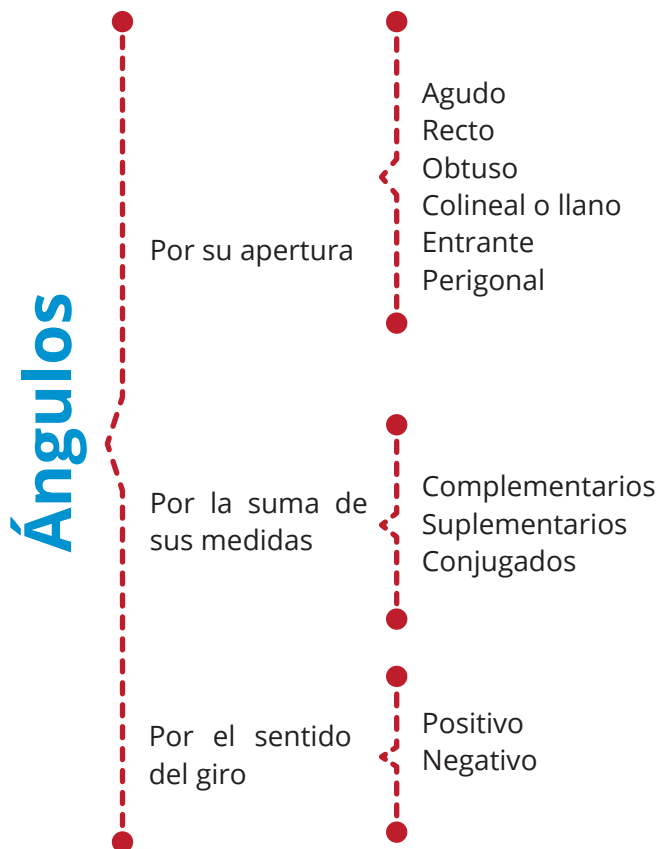 Ángulos
Por su apertura
Agudo
Recto
Obtuso
Colineal o llano
Entrante
Perigonal
Por la suma de
sus medidas
Complementarios
Suplementarios
Conjugados
Por el sentido
del giro
Positivo
Negativo